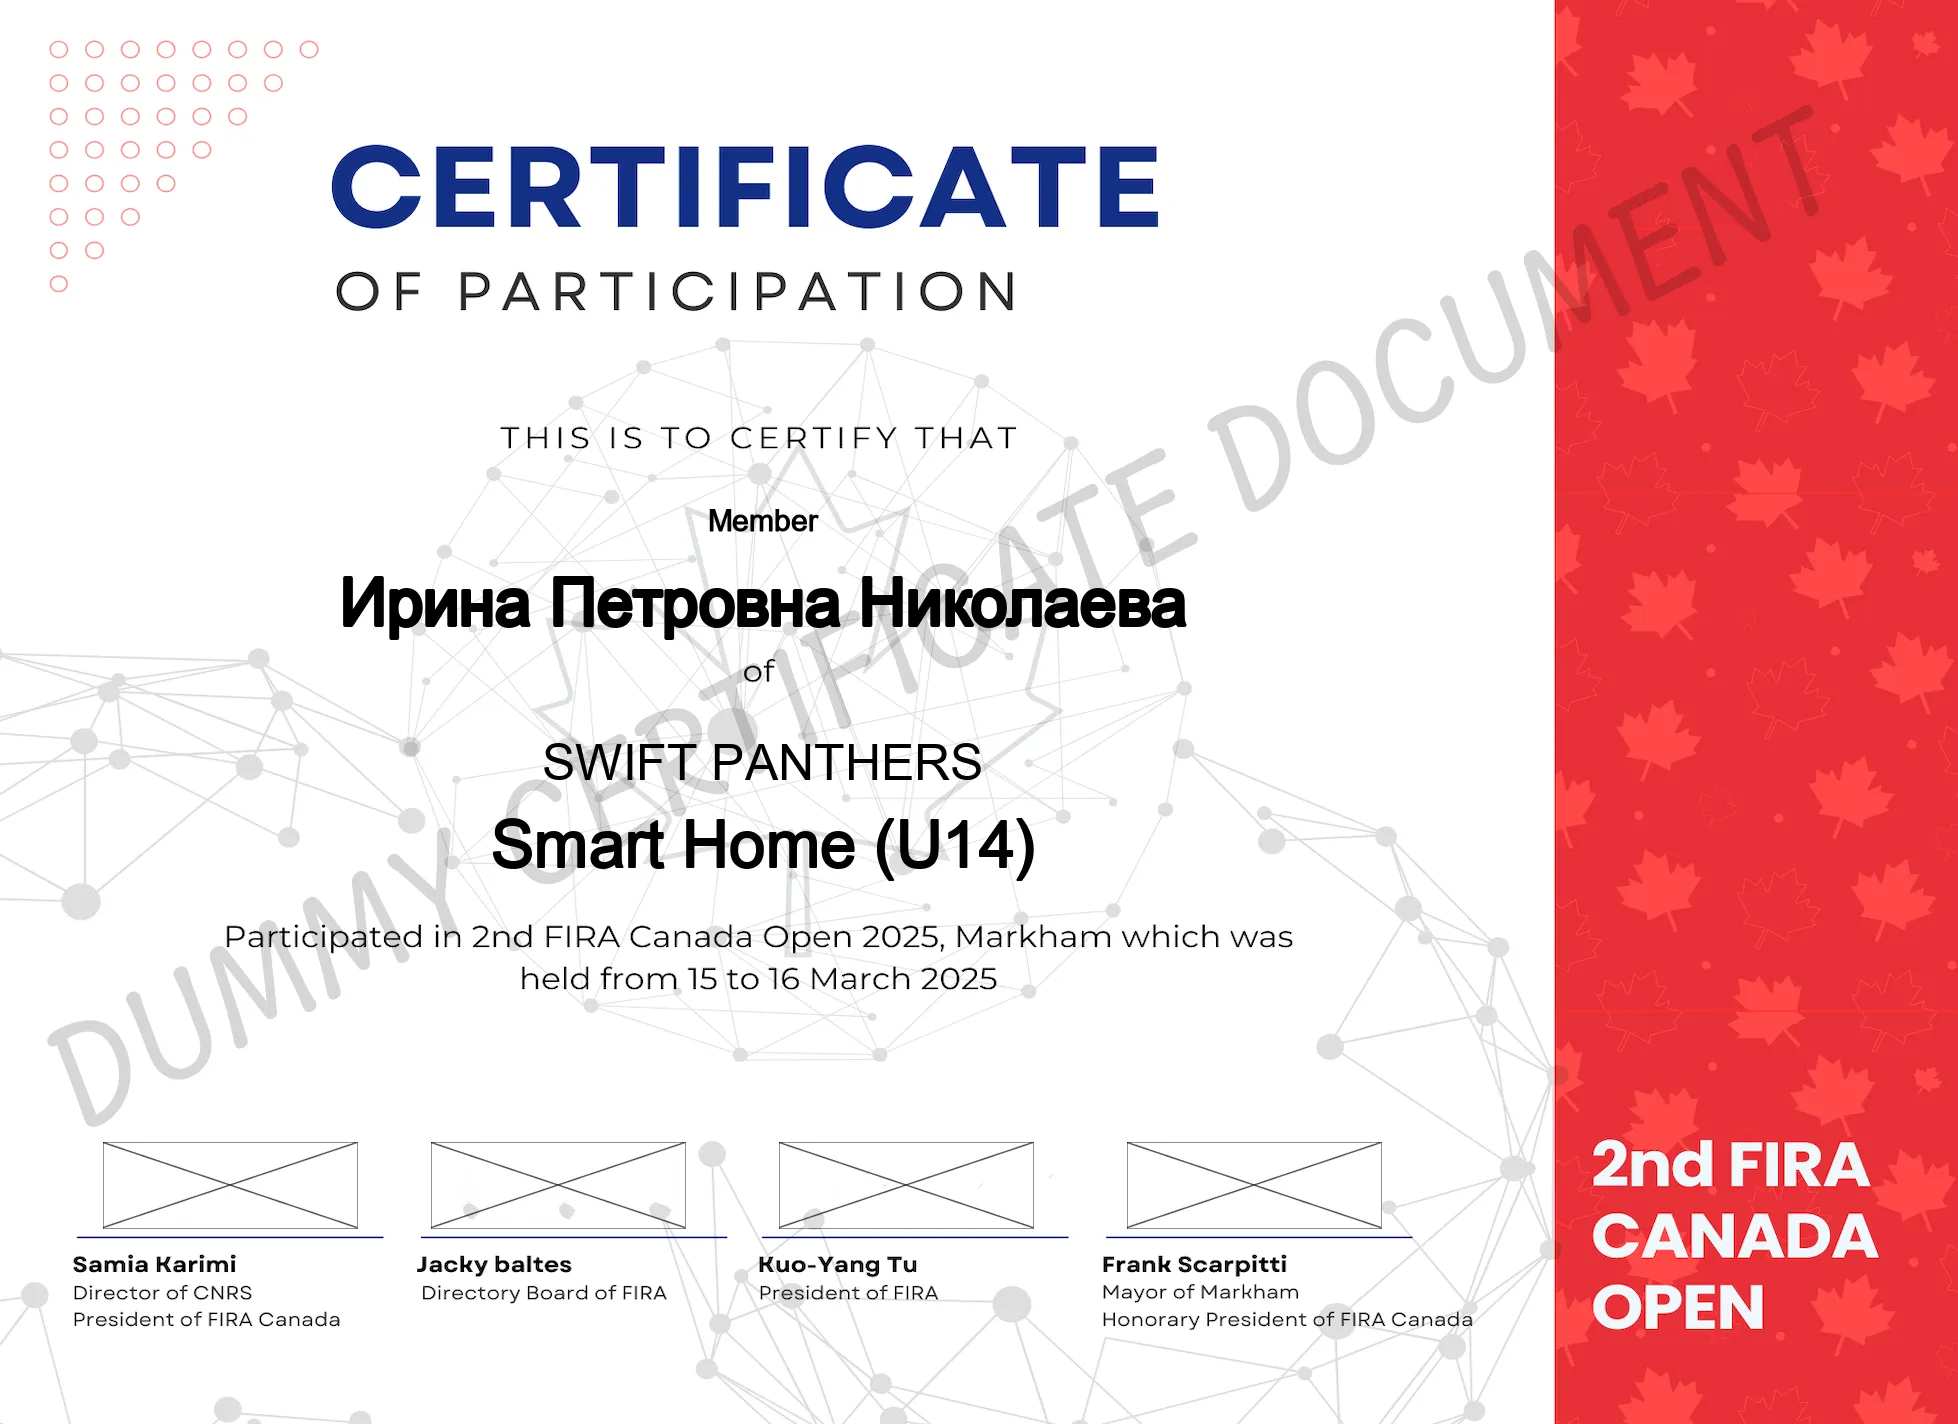 CERTIFICATE
OF PARTICIPATION
THIS IS TO CERTIFY THAT
Member
Ирина Петровна Николаева
of
SWIFT PANTHERS
Smart Home (U14)
Participated in 2nd FIRA Canada Open 2025, Markham which was
held from 15 to 16 March 2025
DUMMY CERTIFICATE DOCUMENT
Samia Karimi
Director of CNRS
President of FIRA Canada
Jacky baltes
Directory Board of FIRA
Kuo-Yang Tu
President of FIRA
Frank Scarpitti
Mayor of Markham
Honorary President of FIRA Canada
2nd FIRA
CANADA
OPEN